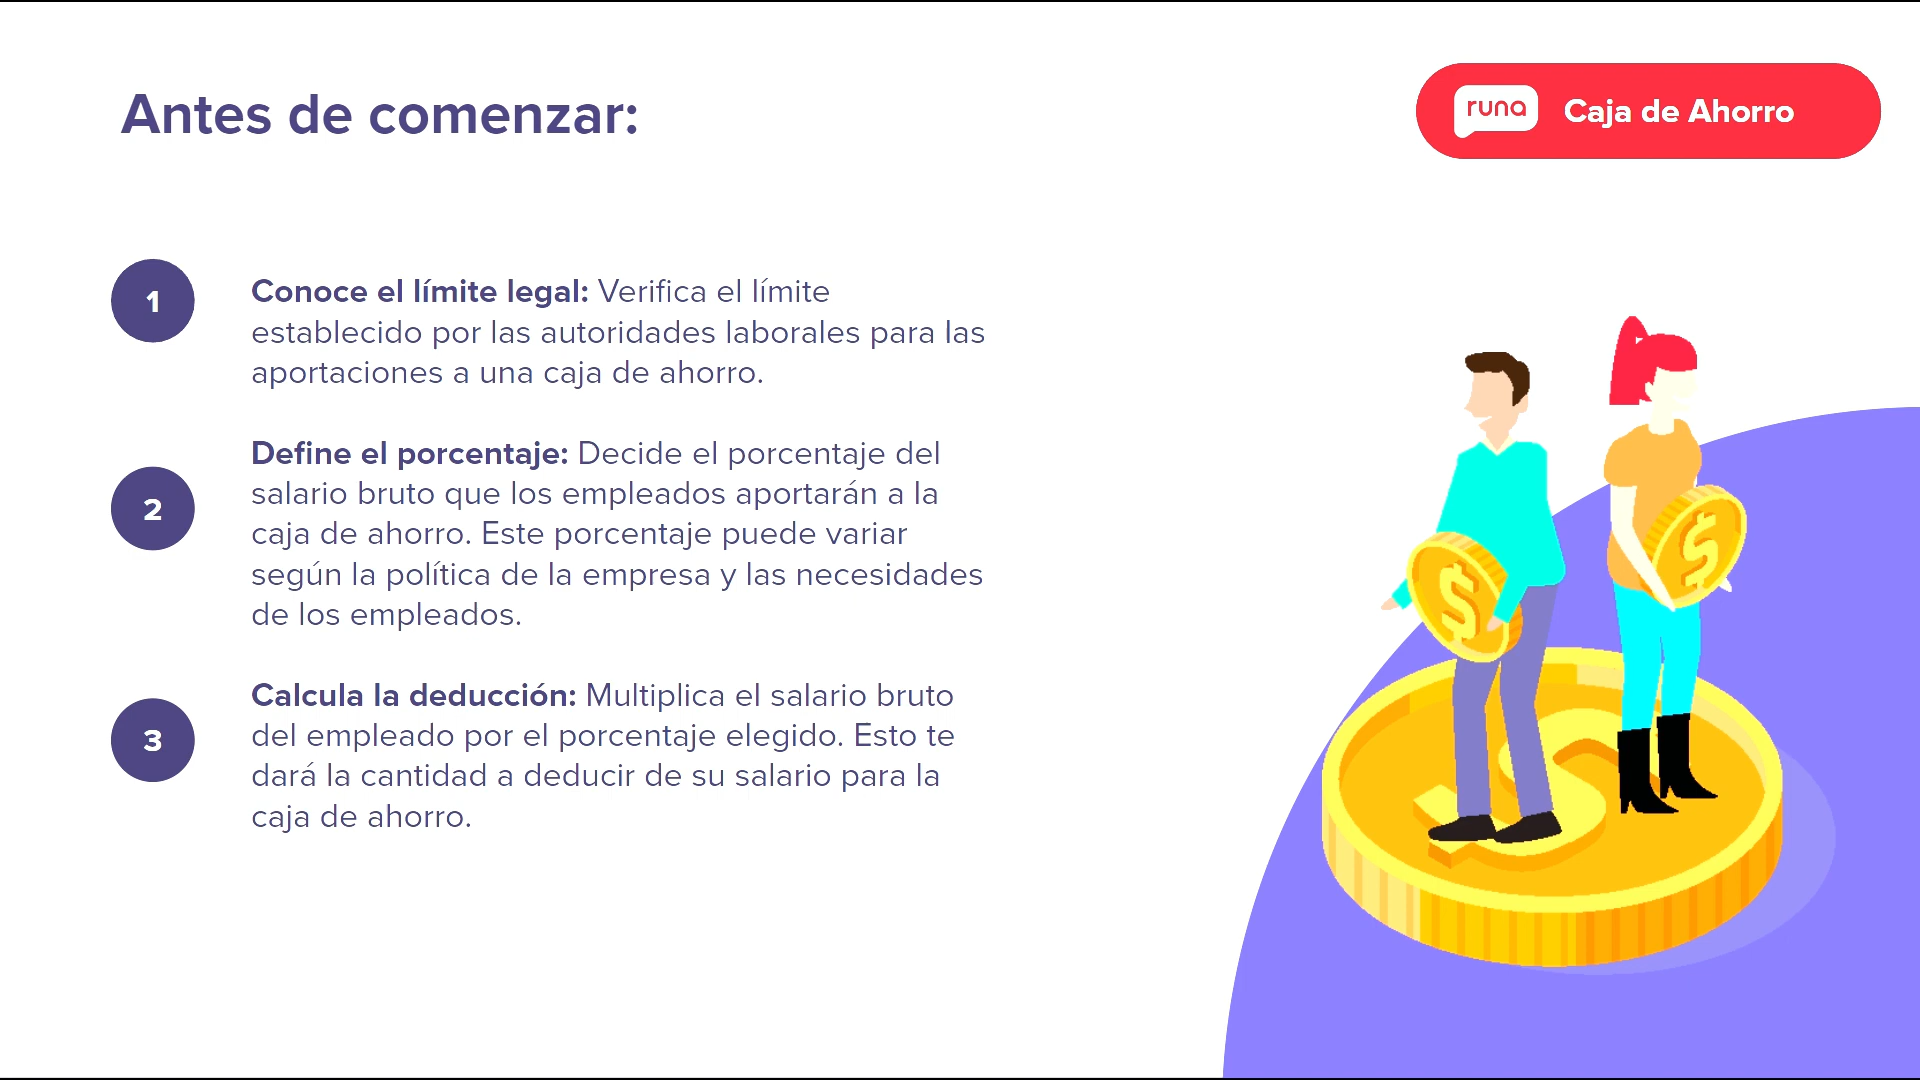 Antes de comenzar:
runa Caja de Ahorro
1
Conoce el límite legal: Verifica el límite
establecido por las autoridades laborales para las
aportaciones a una caja de ahorro.
2
Define el porcentaje: Decide el porcentaje del
salario bruto que los empleados aportarán a la
caja de ahorro. Este porcentaje puede variar
según la política de la empresa y las necesidades
de los empleados.
3
Calcula la deducción: Multiplica el salario bruto
del empleado por el porcentaje elegido. Esto te
dará la cantidad a deducir de su salario para la
caja de ahorro.
$
$